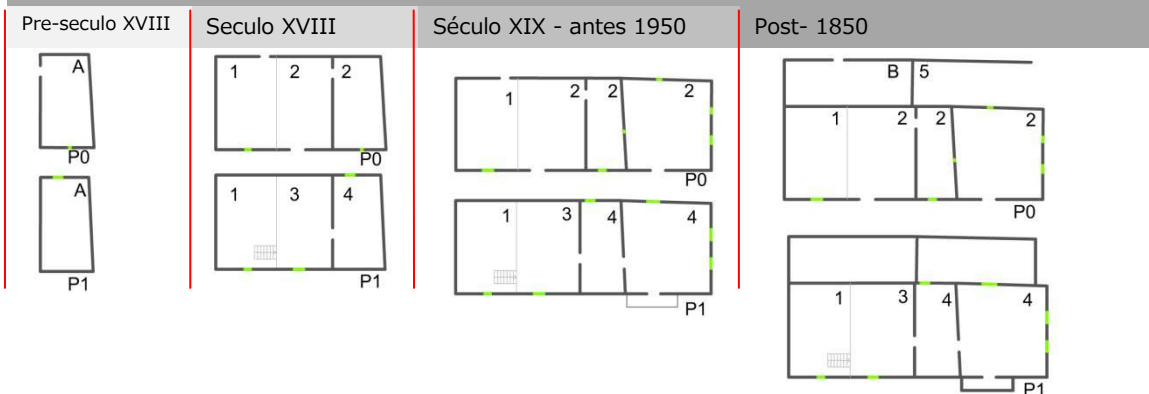 Pre-seculo XVIII
Seculo XVIII
Século XIX - antes 1950
Post- 1850
A
P0
A
P1
1 2 2
P0
1 3 4
P1
1 2 2 2
P0
1 3 4 4
P1
B 5
1 2 2 2
P0
1 3 4 4
P1